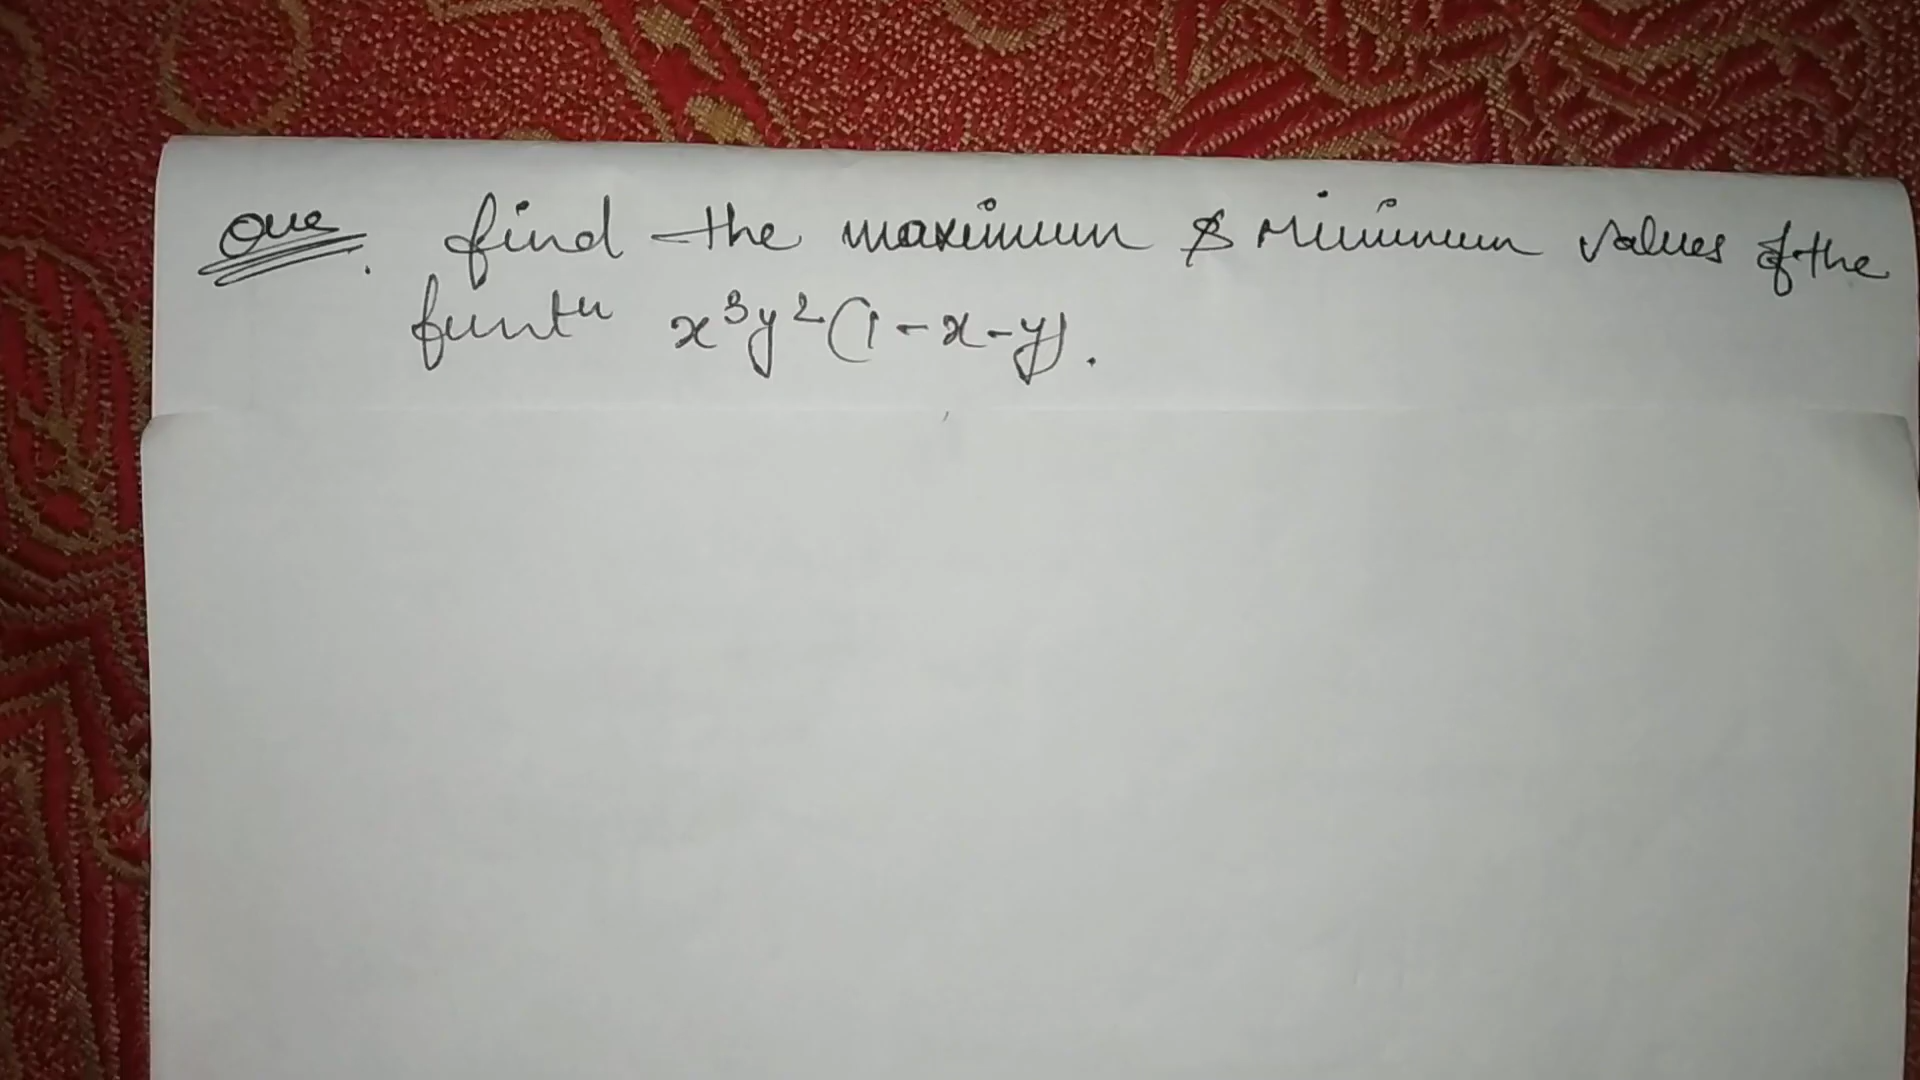 Que. find the maximum & Minimum values of the
funtn x³y²(1-x-y).